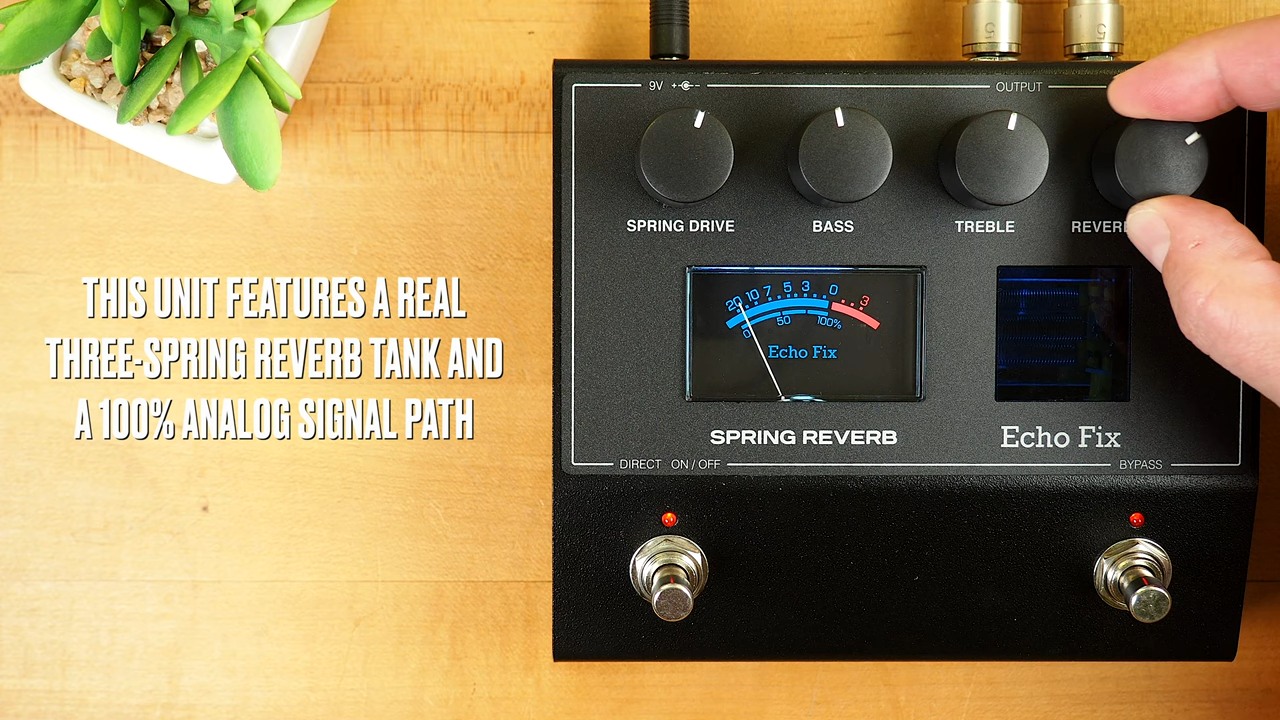 9V
OUTPUT
SPRING DRIVE
BASS
TREBLE
THIS UNIT FEATURES A REAL
THREE-SPRING REVERB TANK AND
A 100% ANALOG SIGNAL PATH
20 10 7 5 3 0 3
0 50 100%
Echo Fix
SPRING REVERB
Echo Fix
DIRECT ON / OFF
BYPASS